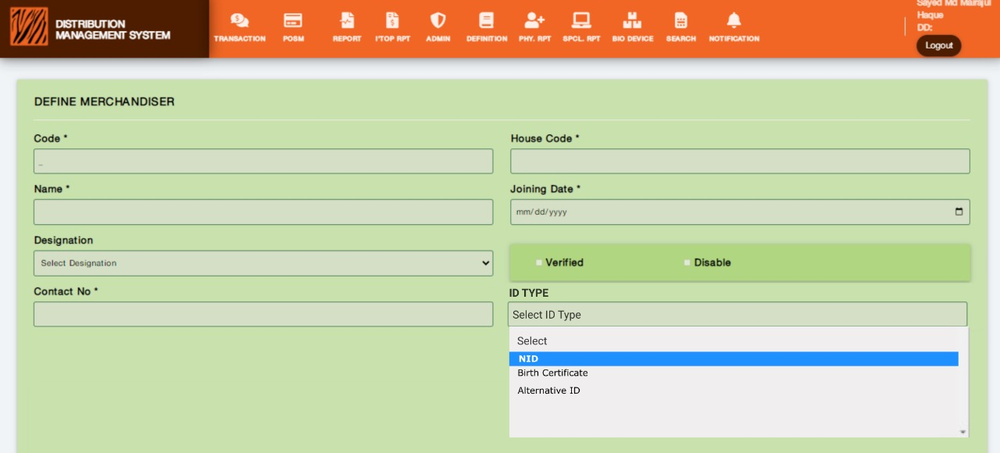 DISTRIBUTION
MANAGEMENT SYSTEM
TRANSACTION
POSM
REPORT
I'TOP RPT
ADMIN
DEFINITION
PHY. RPT
SPCL. RPT
BIO DEVICE
SEARCH
NOTIFICATION
Sayed Md Mairajul
Haque
DD:
Logout
DEFINE MERCHANDISER
Code *
House Code *
..
Name *
Joining Date *
mm/dd/yyyy
Designation
Select Designation
Verified
Disable
Contact No *
ID TYPE
Select ID Type
Select
NID
Birth Certificate
Alternative ID